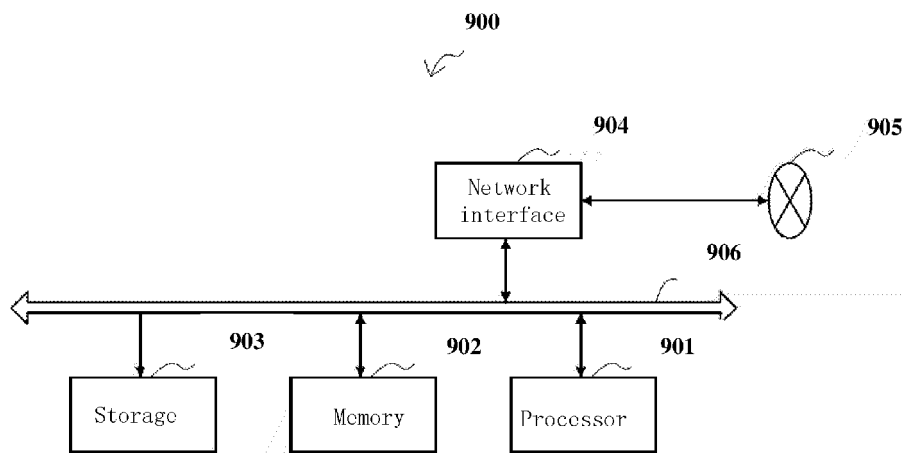 900
904
905
Network
interface
906
903
902
901
Storage
Memory
Processor